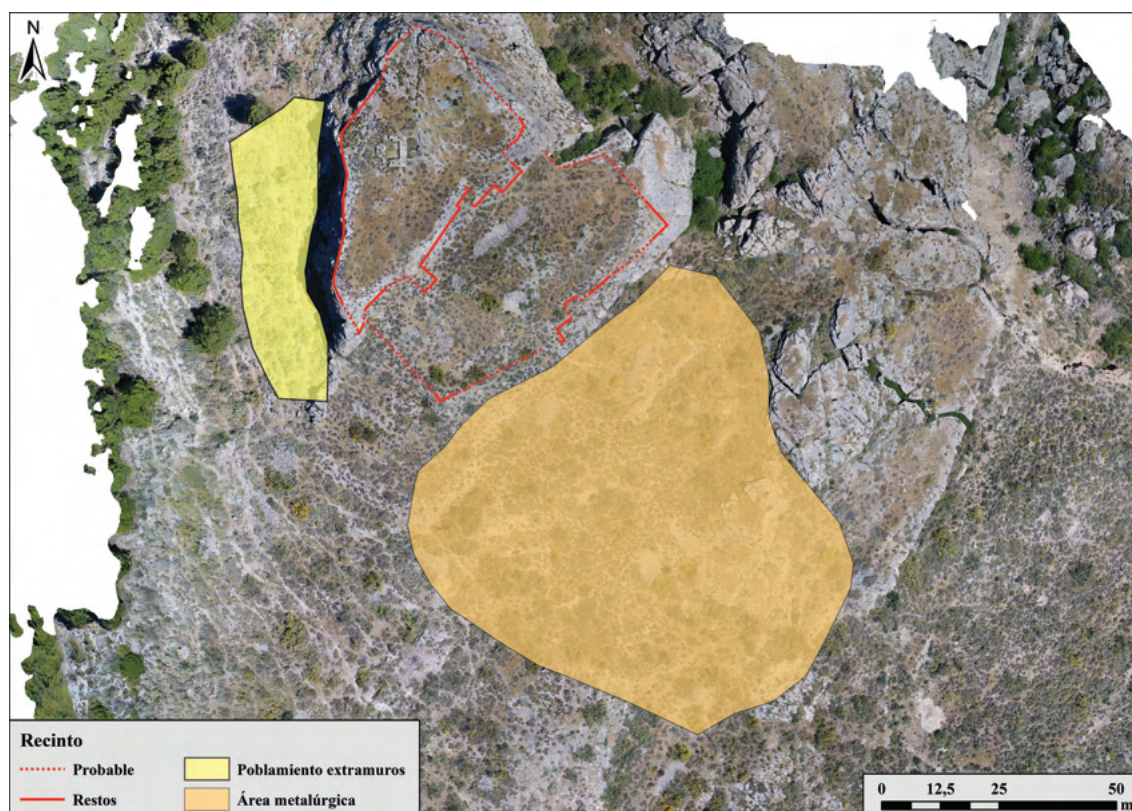 N
Recinto
Probable
Restos
Poblamiento extramuros
Área metalúrgica
0 12,5 25 50
m